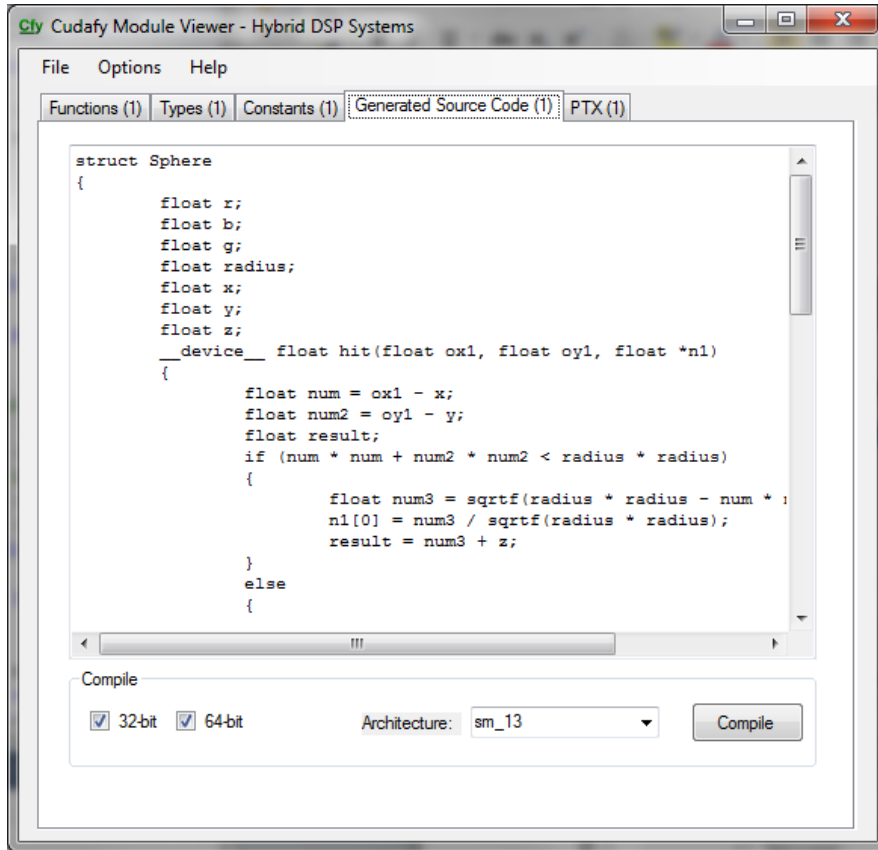 Cfy Cudafy Module Viewer - Hybrid DSP Systems
File Options Help
Functions (1) Types (1) Constants (1) Generated Source Code (1) PTX (1)
struct Sphere
{
float r;
float b;
float g;
float radius;
float x;
float y;
float z;
__device__ float hit(float ox1, float oy1, float *n1)
{
float num = ox1 - x;
float num2 = oy1 - y;
float result;
if (num * num + num2 * num2 < radius * radius)
{
float num3 = sqrtf(radius * radius - num *
n1[0] = num3 / sqrtf(radius * radius);
result = num3 + z;
}
else
{
Compile
32-bit 64-bit Architecture: sm_13 Compile